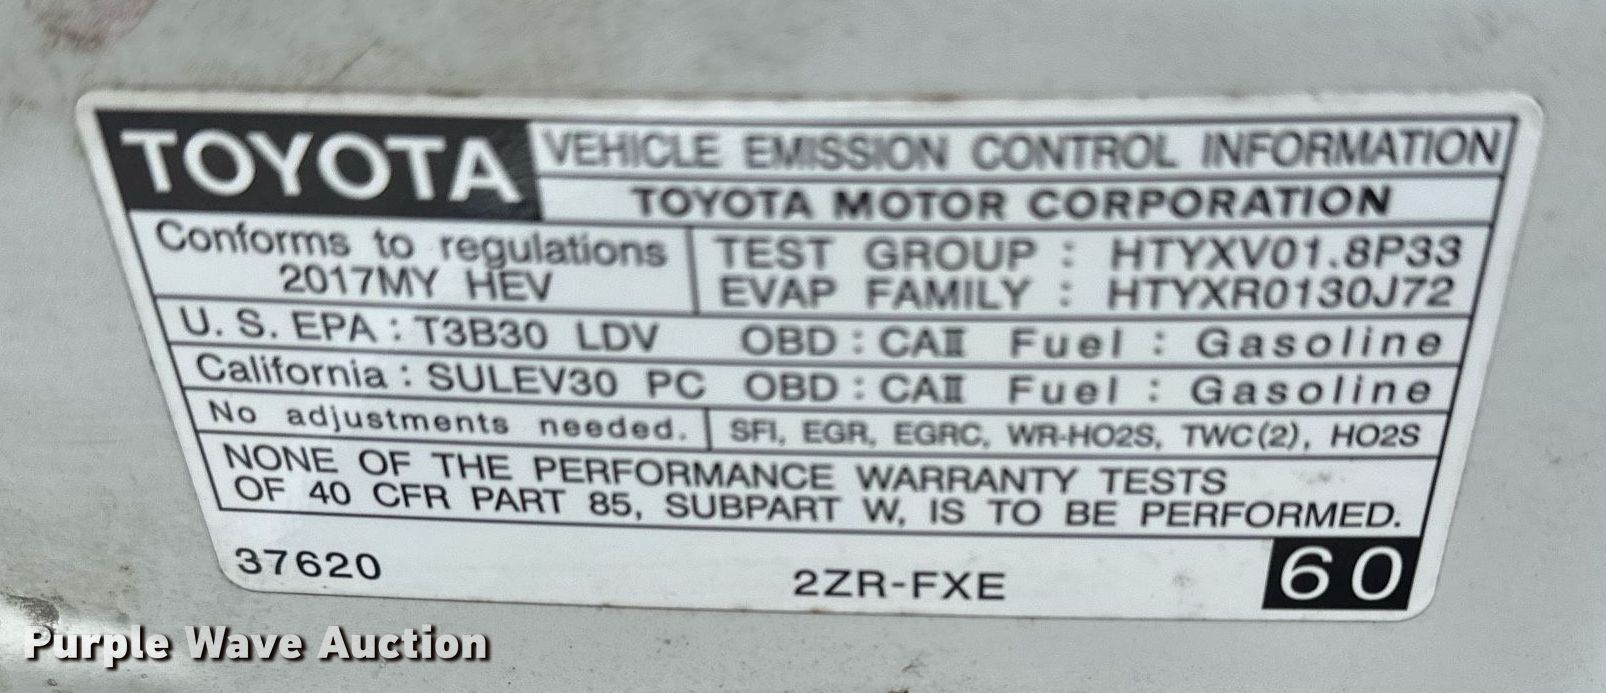 TOYOTA VEHICLE EMISSION CONTROL INFORMATION
TOYOTA MOTOR CORPORATION
Conforms to regulations
2017MY HEV
TEST GROUP : HTYXV01.8P33
EVAP FAMILY : HTYXR0130J72
U. S. EPA : T3B30 LDV OBD : CAⅡ Fuel : Gasoline
California : SULEV30 PC OBD : CAⅡ Fuel : Gasoline
No adjustments needed. SFI, EGR, EGRC, WR-HO2S, TWC(2), HO2S
NONE OF THE PERFORMANCE WARRANTY TESTS
OF 40 CFR PART 85, SUBPART W, IS TO BE PERFORMED.
37620 2ZR-FXE 60
Purple Wave Auction